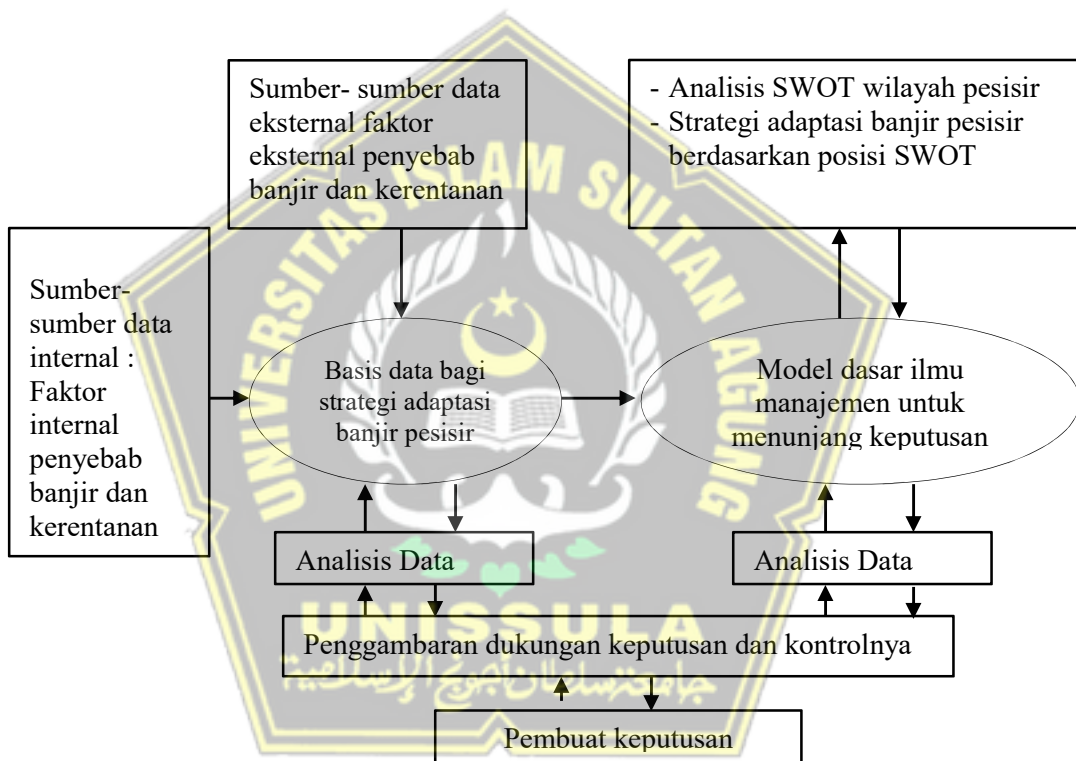 Sumber- sumber data
eksternal faktor
eksternal penyebab
banjir dan kerentanan
- Analisis SWOT wilayah pesisir
- Strategi adaptasi banjir pesisir
berdasarkan posisi SWOT
Sumber-
sumber data
internal :
Faktor
internal
penyebab
banjir dan
kerentanan
Basis data bagi
strategi adaptasi
banjir pesisir
Model dasar ilmu
manajemen untuk
menunjang keputusan
Analisis Data
Analisis Data
Penggambaran dukungan keputusan dan kontrolnya
Pembuat keputusan
UNIVERSITAS ISLAM SULTAN AGUNG
UNISSULA
جامعتسلطان أجونج الإسلامية